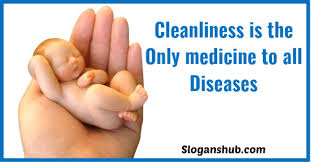 Cleanliness is the
Only medicine to all
Diseases
Sloganshub.com